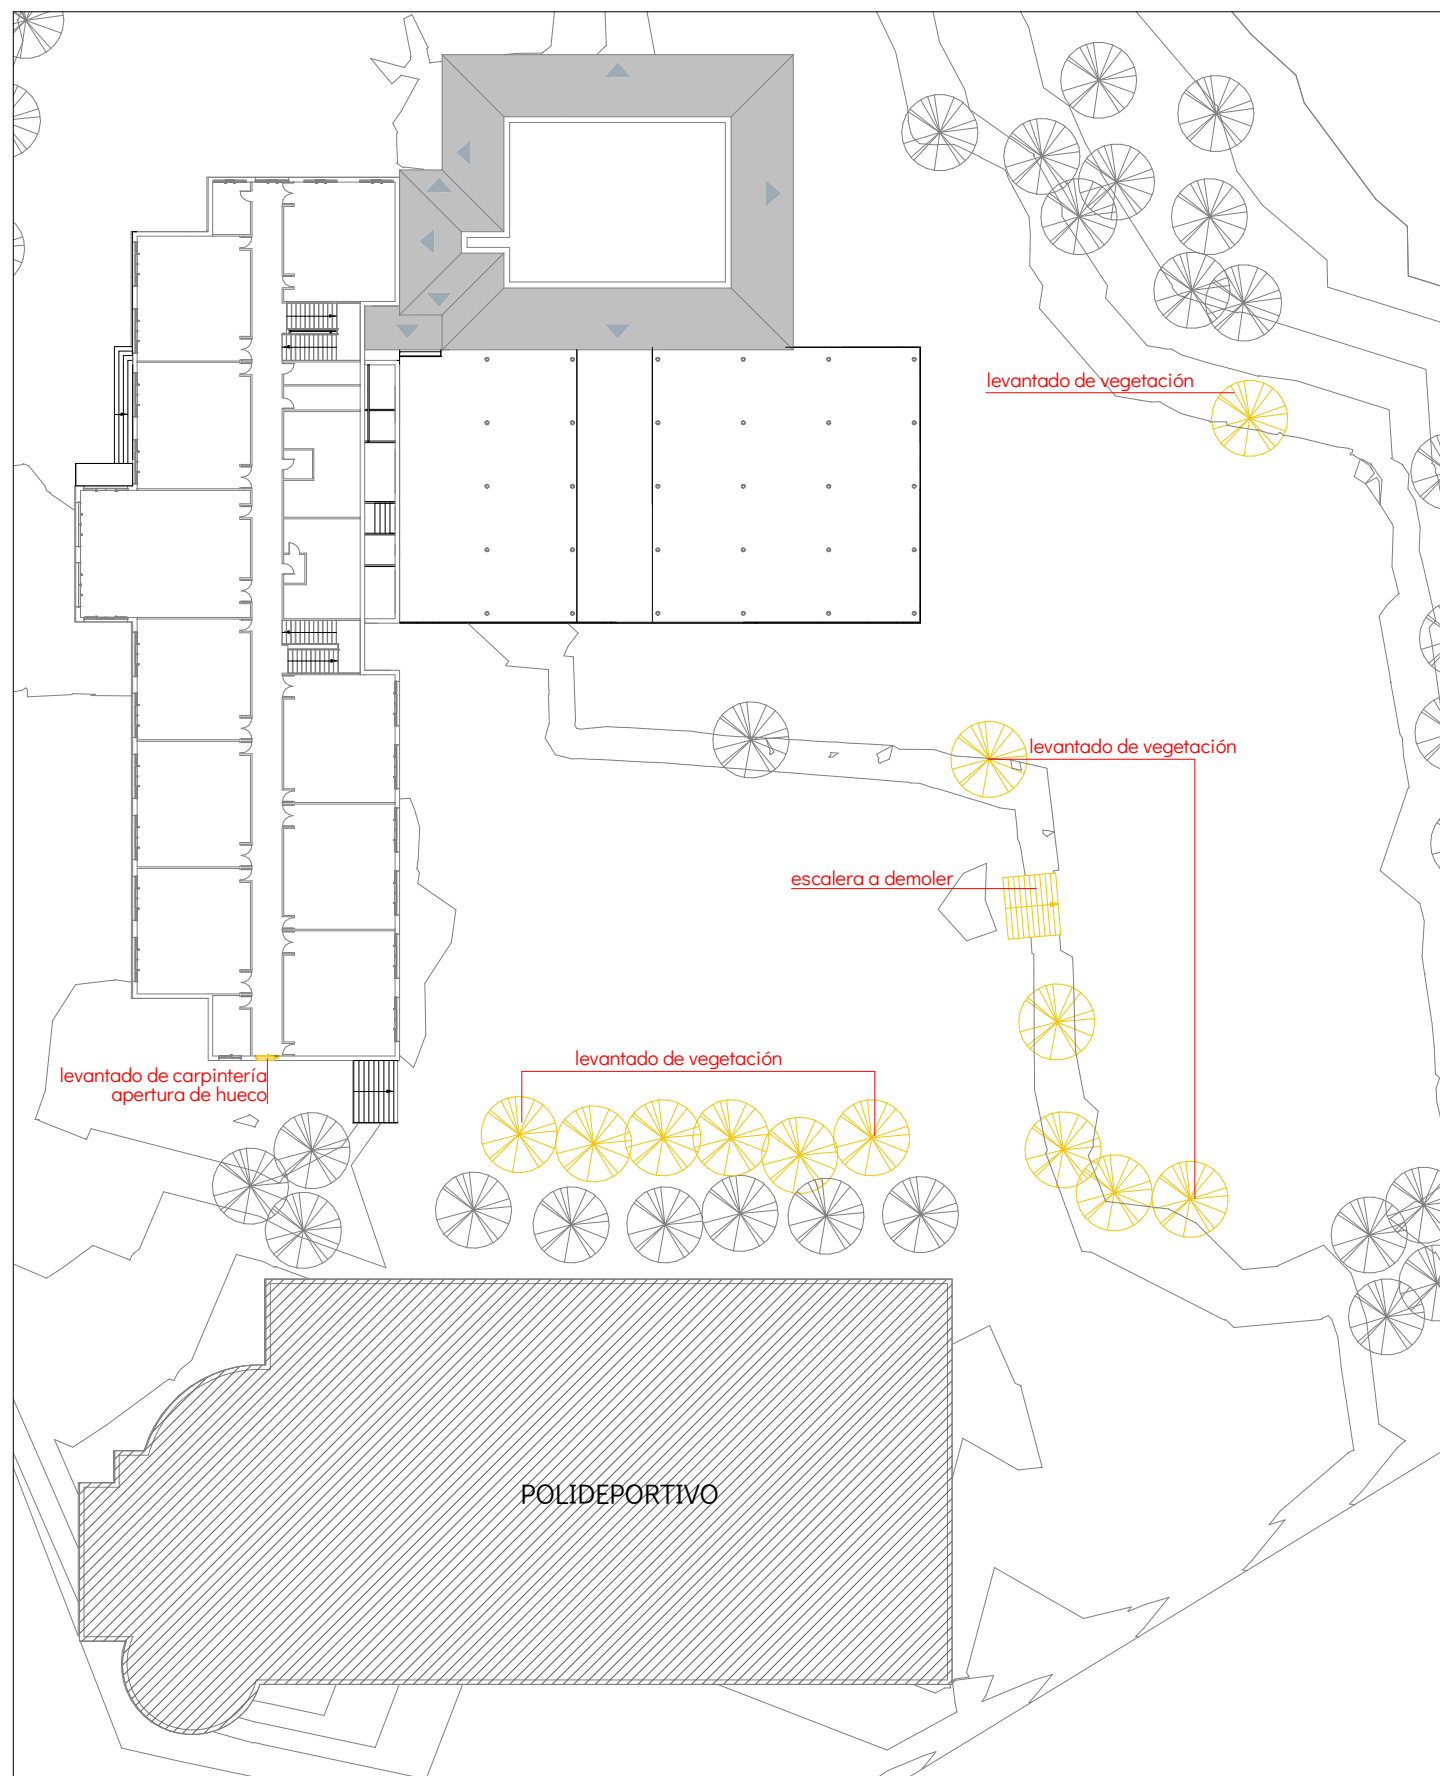 levantado de vegetación
levantado de vegetación
escalera a demoler
levantado de vegetación
levantado de carpintería
apertura de hueco
POLIDEPORTIVO